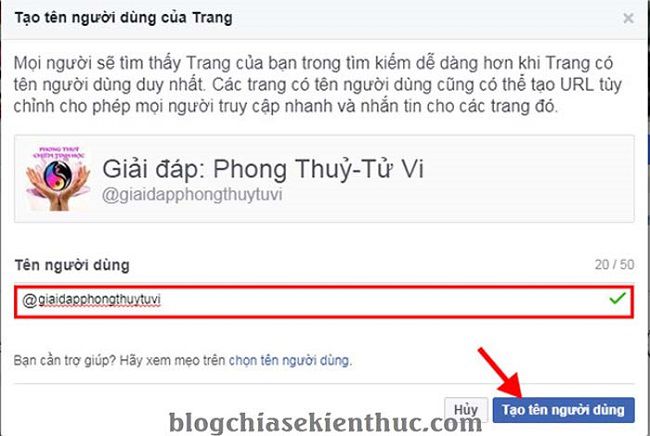 Tạo tên người dùng của Trang
Mọi người sẽ tìm thấy Trang của bạn trong tìm kiếm dễ dàng hơn khi Trang có
tên người dùng duy nhất. Các trang có tên người dùng cũng có thể tạo URL tùy
chỉnh cho phép mọi người truy cập nhanh và nhắn tin cho các trang đó.
PHONG THUỶ
CHIÊM TINH HỌC
Giải đáp: Phong Thuỷ-Tử Vi
@giaidapphongthuytuvi
Tên người dùng
20 / 50
@giaidapphongthuytuvi
Bạn cần trợ giúp? Hãy xem mẹo trên chọn tên người dùng.
Hủy
Tạo tên người dùng
blogchiasekienthuc.com